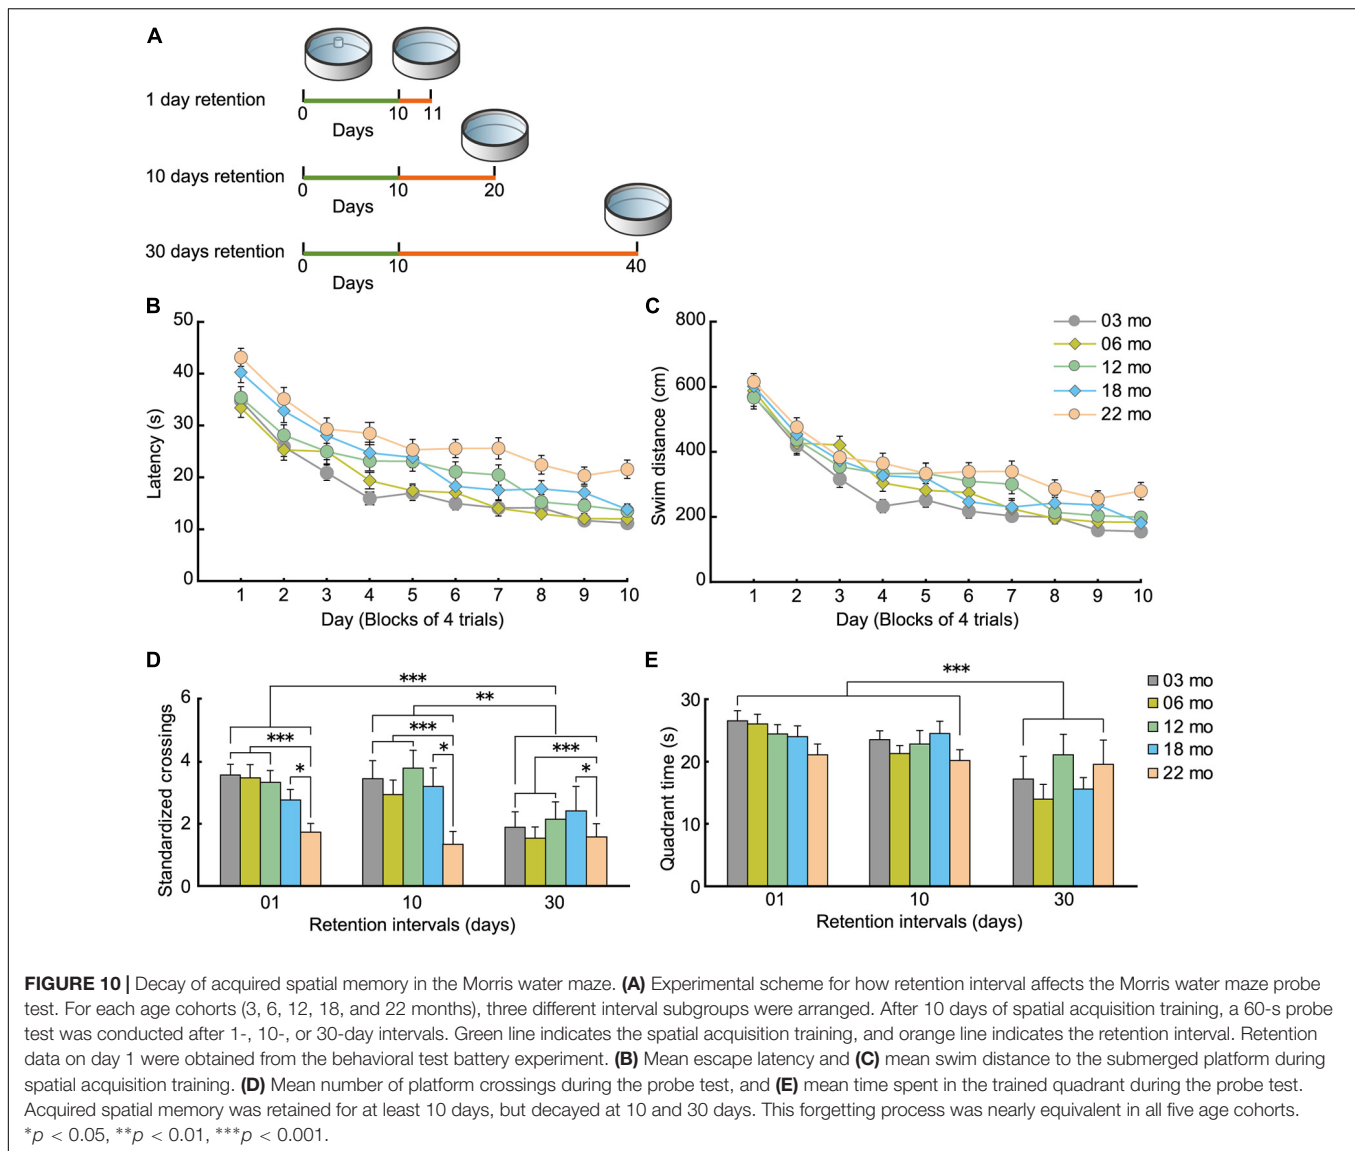 A
1 day retention
0
10
11
Days
10 days retention
0
10
20
Days
30 days retention
0
10
40
Days
B
50
40
30
20
10
0
Latency (s)
1 2 3 4 5 6 7 8 9 10
Day (Blocks of 4 trials)
C
800
600
400
200
0
Swim distance (cm)
1 2 3 4 5 6 7 8 9 10
Day (Blocks of 4 trials)
03 mo
06 mo
12 mo
18 mo
22 mo
D
6
4
2
0
Standardized crossings
***
**
***
*
***
*
***
*
01 10 30
Retention intervals (days)
E
30
20
10
0
Quadrant time (s)
***
01 10 30
Retention intervals (days)
03 mo
06 mo
12 mo
18 mo
22 mo
FIGURE 10 | Decay of acquired spatial memory in the Morris water maze. (A) Experimental scheme for how retention interval affects the Morris water maze probe
test. For each age cohorts (3, 6, 12, 18, and 22 months), three different interval subgroups were arranged. After 10 days of spatial acquisition training, a 60-s probe
test was conducted after 1-, 10-, or 30-day intervals. Green line indicates the spatial acquisition training, and orange line indicates the retention interval. Retention
data on day 1 were obtained from the behavioral test battery experiment. (B) Mean escape latency and (C) mean swim distance to the submerged platform during
spatial acquisition training. (D) Mean number of platform crossings during the probe test, and (E) mean time spent in the trained quadrant during the probe test.
Acquired spatial memory was retained for at least 10 days, but decayed at 10 and 30 days. This forgetting process was nearly equivalent in all five age cohorts.
*p < 0.05, **p < 0.01, ***p < 0.001.